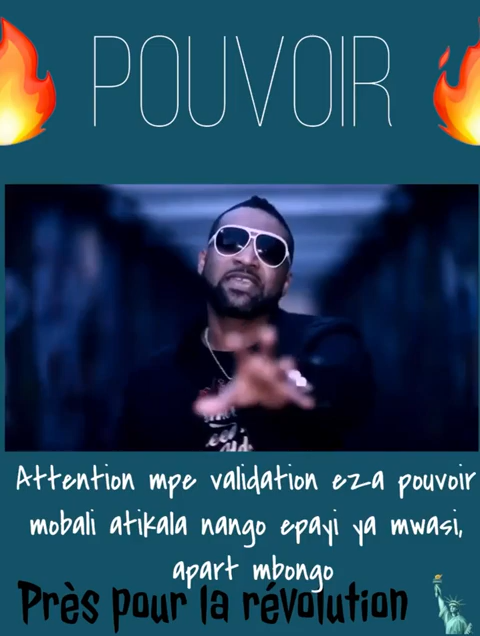 POUVOIR
Attention mpe validation eza pouvoir
mobali atikala nango epayi ya mwasi,
apart mbongo
Près pour la révolution